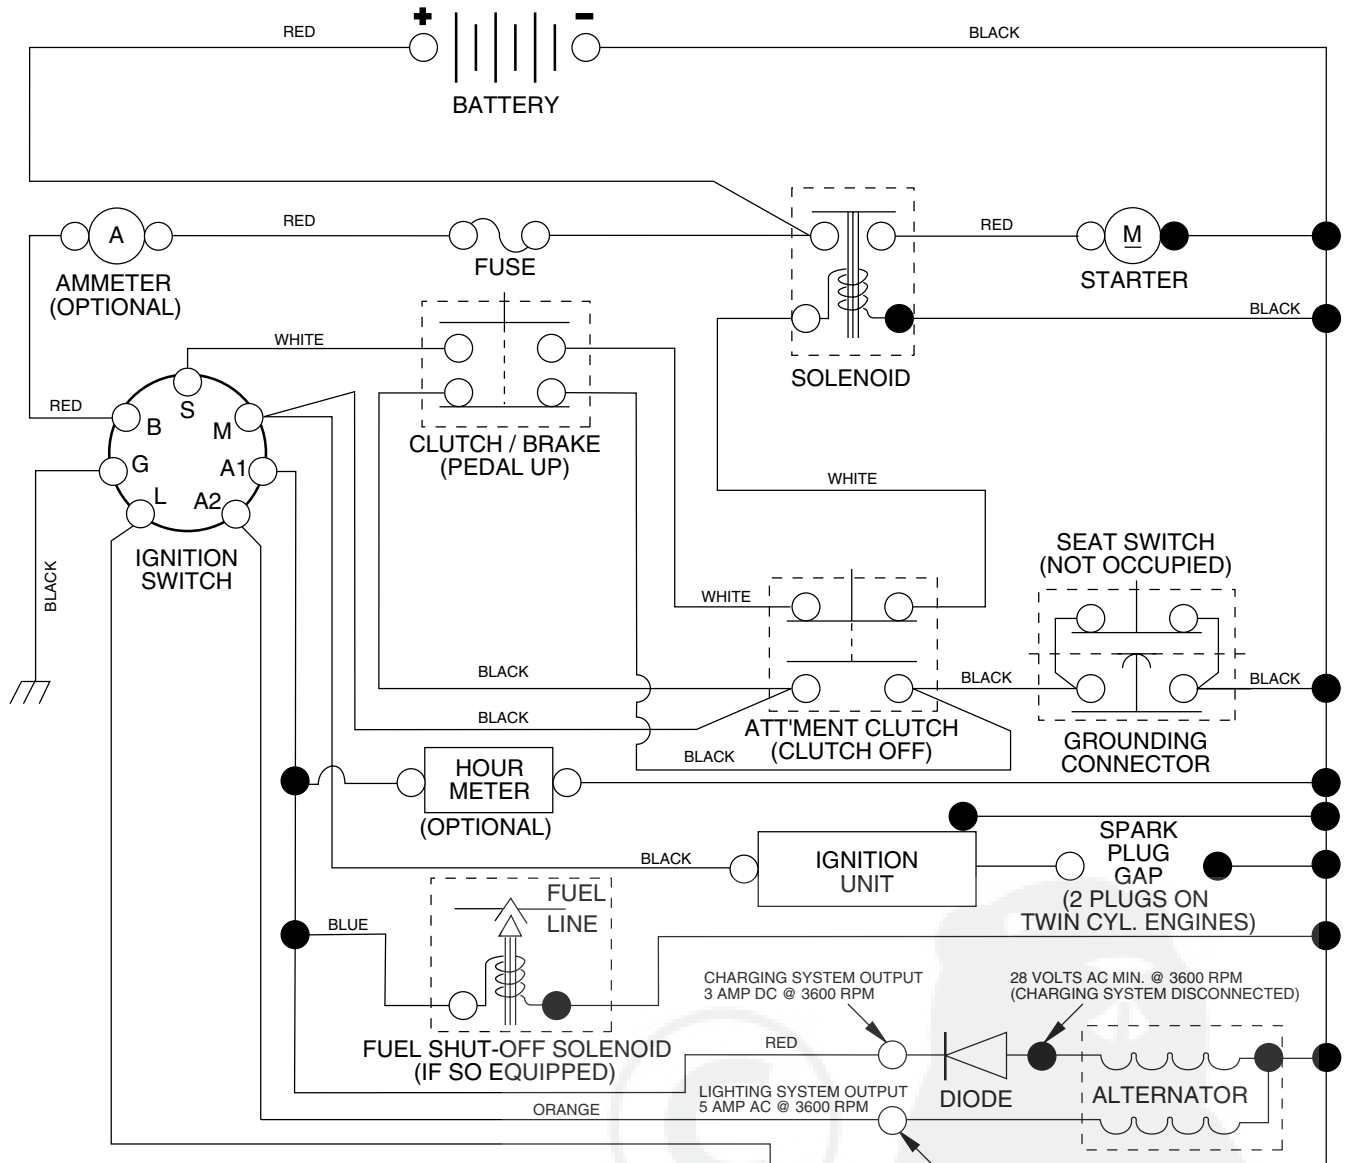 + -
RED
BLACK
BATTERY
A
RED
FUSE
RED
M
STARTER
AMMETER
(OPTIONAL)
BLACK
SOLENOID
WHITE
RED
S
B
M
G
A1
L
A2
IGNITION
SWITCH
CLUTCH / BRAKE
(PEDAL UP)
WHITE
BLACK
SEAT SWITCH
(NOT OCCUPIED)
WHITE
BLACK
BLACK
BLACK
BLACK
ATT'MENT CLUTCH
(CLUTCH OFF)
BLACK
GROUNDING
CONNECTOR
HOUR
METER
(OPTIONAL)
BLACK
IGNITION
UNIT
SPARK
PLUG
GAP
(2 PLUGS ON
TWIN CYL. ENGINES)
FUEL
LINE
BLUE
FUEL SHUT-OFF SOLENOID
(IF SO EQUIPPED)
CHARGING SYSTEM OUTPUT
3 AMP DC @ 3600 RPM
28 VOLTS AC MIN. @ 3600 RPM
(CHARGING SYSTEM DISCONNECTED)
RED
DIODE
ALTERNATOR
LIGHTING SYSTEM OUTPUT
5 AMP AC @ 3600 RPM
ORANGE